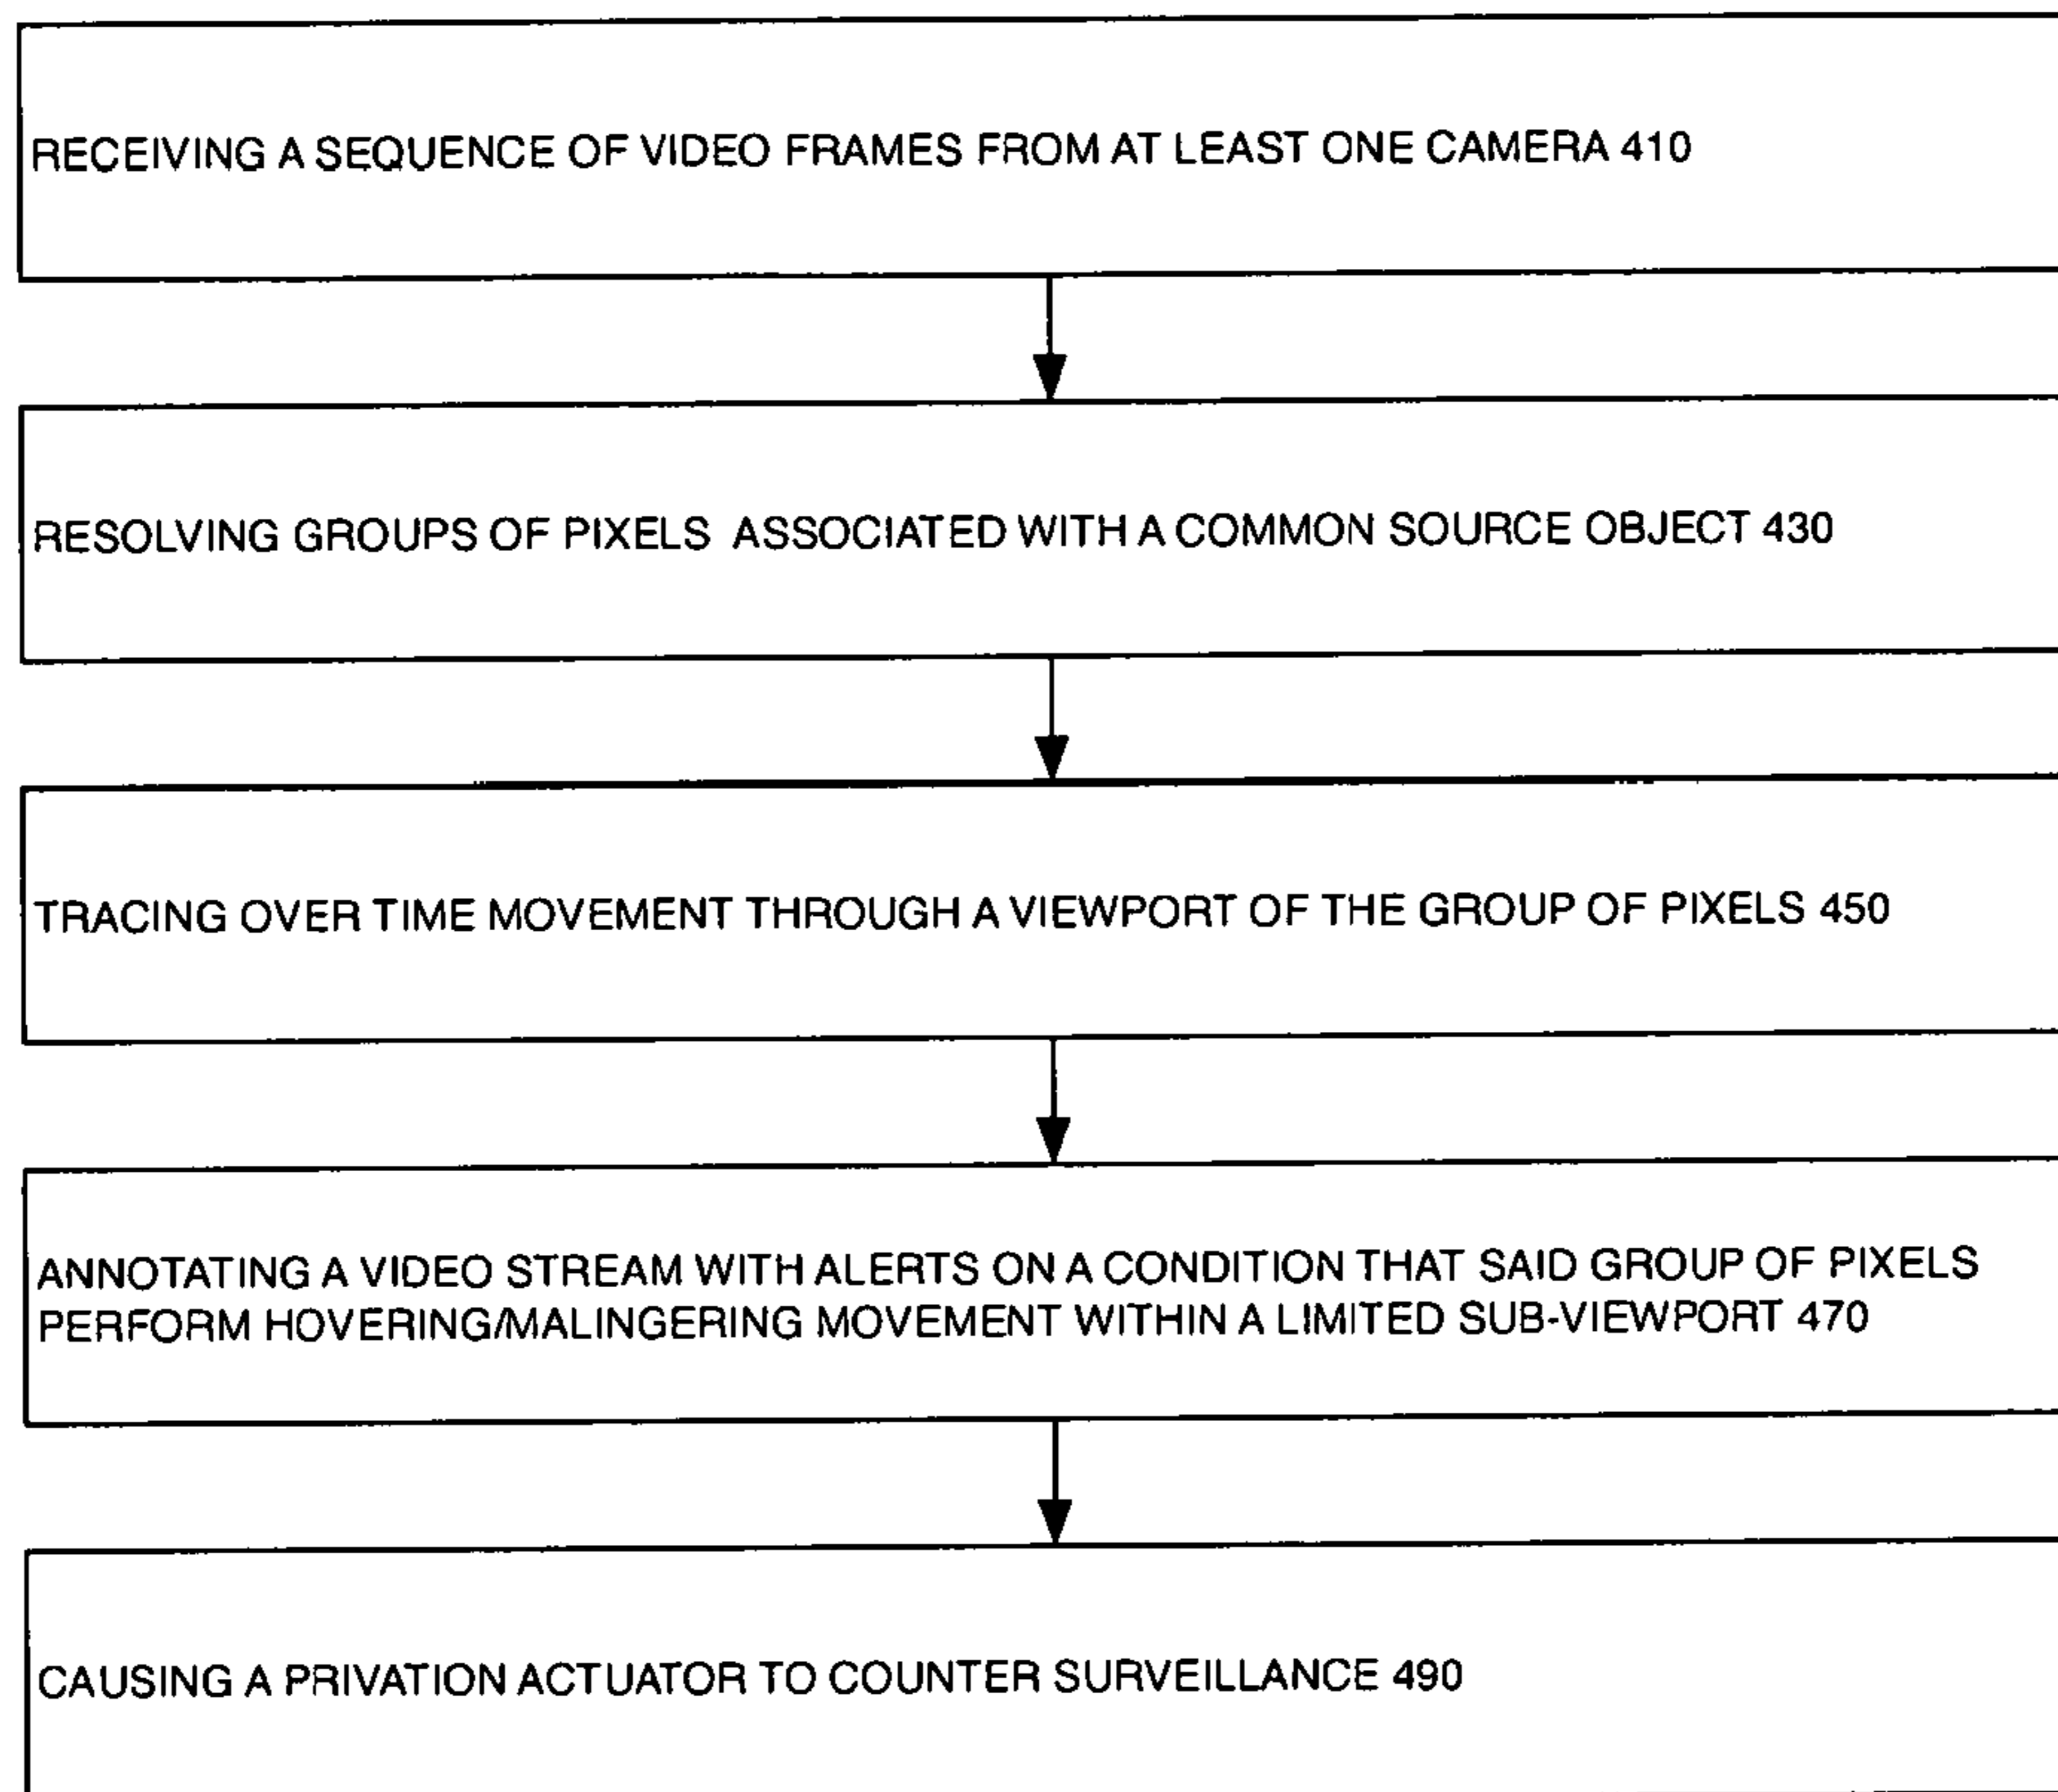 RECEIVING A SEQUENCE OF VIDEO FRAMES FROM AT LEAST ONE CAMERA 410
RESOLVING GROUPS OF PIXELS ASSOCIATED WITH A COMMON SOURCE OBJECT 430
TRACING OVER TIME MOVEMENT THROUGH A VIEWPORT OF THE GROUP OF PIXELS 450
ANNOTATING A VIDEO STREAM WITH ALERTS ON A CONDITION THAT SAID GROUP OF PIXELS
PERFORM HOVERING/MALINGERING MOVEMENT WITHIN A LIMITED SUB-VIEWPORT 470
CAUSING A PRIVATION ACTUATOR TO COUNTER SURVEILLANCE 490